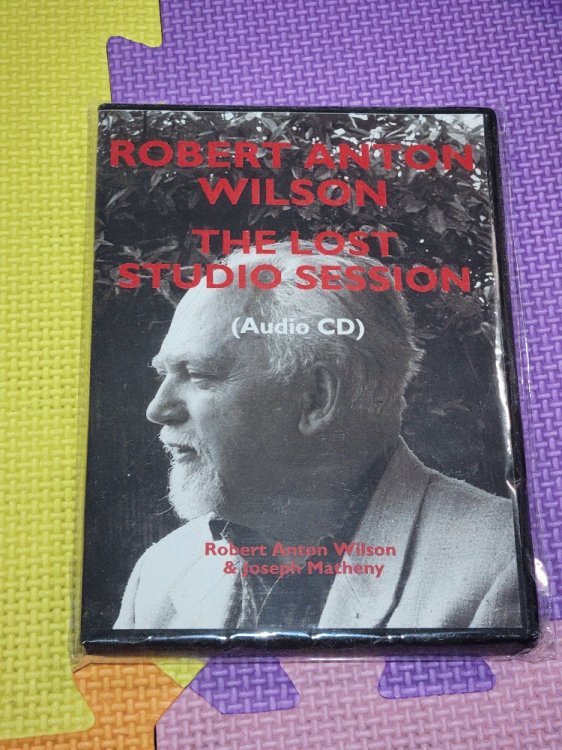 ROBERT ANTON
WILSON
THE LOST
STUDIO SESSION
(Audio CD)
Robert Anton Wilson
& Joseph Matheny